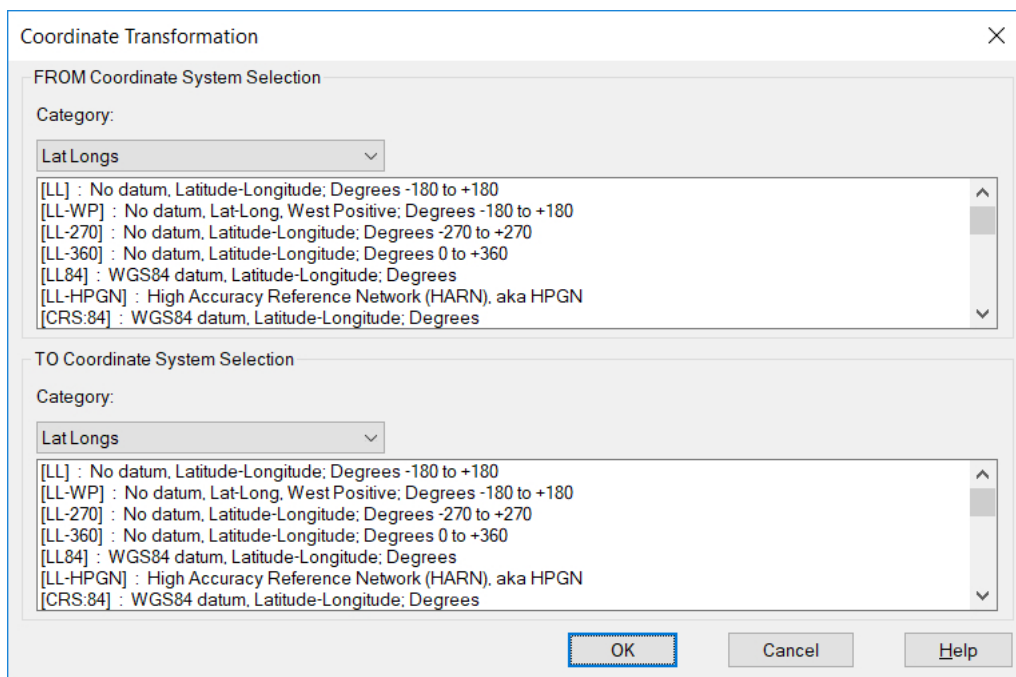 Coordinate Transformation
FROM Coordinate System Selection
Category:
Lat Longs
[LL] : No datum, Latitude-Longitude; Degrees -180 to +180
[LL-WP] : No datum, Lat-Long, West Positive; Degrees -180 to +180
[LL-270] : No datum, Latitude-Longitude; Degrees -270 to +270
[LL-360] : No datum, Latitude-Longitude; Degrees 0 to +360
[LL84] : WGS84 datum, Latitude-Longitude; Degrees
[LL-HPGN] : High Accuracy Reference Network (HARN), aka HPGN
[CRS:84] : WGS84 datum, Latitude-Longitude; Degrees
TO Coordinate System Selection
Category:
Lat Longs
[LL] : No datum, Latitude-Longitude; Degrees -180 to +180
[LL-WP] : No datum, Lat-Long, West Positive; Degrees -180 to +180
[LL-270] : No datum, Latitude-Longitude; Degrees -270 to +270
[LL-360] : No datum, Latitude-Longitude; Degrees 0 to +360
[LL84] : WGS84 datum, Latitude-Longitude; Degrees
[LL-HPGN] : High Accuracy Reference Network (HARN), aka HPGN
[CRS:84] : WGS84 datum, Latitude-Longitude; Degrees
OK Cancel Help